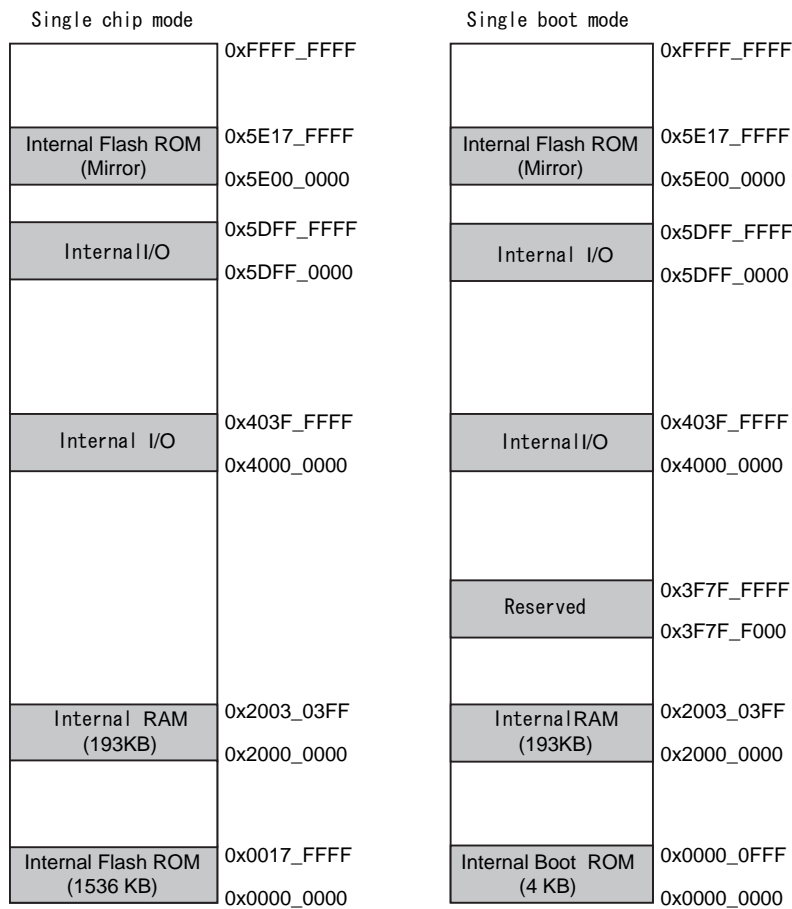 Single chip mode
0xFFFF_FFFF
Internal Flash ROM
(Mirror)
0x5E17_FFFF
0x5E00_0000
InternalI/O
0x5DFF_FFFF
0x5DFF_0000
Internal I/O
0x403F_FFFF
0x4000_0000
Internal RAM
(193KB)
0x2003_03FF
0x2000_0000
Internal Flash ROM
(1536 KB)
0x0017_FFFF
0x0000_0000
Single boot mode
0xFFFF_FFFF
Internal Flash ROM
(Mirror)
0x5E17_FFFF
0x5E00_0000
Internal I/O
0x5DFF_FFFF
0x5DFF_0000
InternalI/O
0x403F_FFFF
0x4000_0000
Reserved
0x3F7F_FFFF
0x3F7F_F000
InternalRAM
(193KB)
0x2003_03FF
0x2000_0000
Internal Boot ROM
(4 KB)
0x0000_0FFF
0x0000_0000